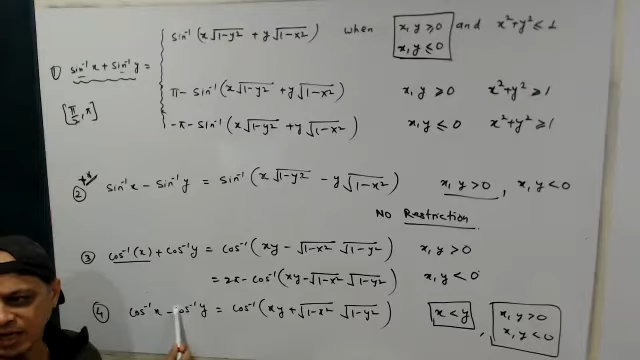 sin⁻¹(x√1-y² + y√1-x²) when x, y ≥ 0 and x²+y² ≤ 1
x, y ≤ 0
1) sin⁻¹x + sin⁻¹y =
[π/2, π]
π - sin⁻¹(x√1-y² + y√1-x²) x, y ≥ 0 x²+y² ≥ 1
-π - sin⁻¹(x√1-y² + y√1-x²) x, y ≤ 0 x²+y² ≥ 1
② sin⁻¹x - sin⁻¹y = sin⁻¹(x√1-y² - y√1-x²) x, y > 0, x, y < 0
No Restriction
③ cos⁻¹(x) + cos⁻¹y = cos⁻¹(xy - √1-x² √1-y²) x, y > 0
= 2π - cos⁻¹(xy - √1-x² √1-y²) x, y < 0
④ cos⁻¹x - cos⁻¹y = cos⁻¹(xy + √1-x² √1-y²) x < y, x, y > 0
x, y < 0